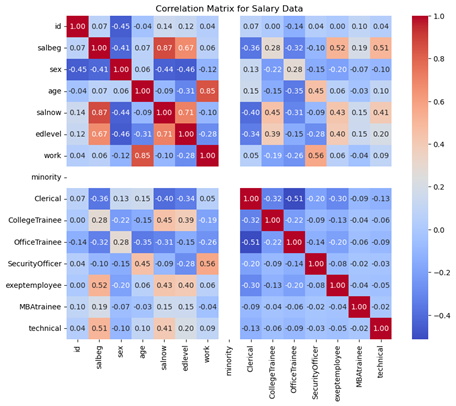 Correlation Matrix for Salary Data
id 1.00 0.07 -0.45 -0.04 0.14 0.12 0.04 0.07 0.00 -0.14 0.04 0.04 0.10 0.04
salbeg 0.07 1.00 -0.41 0.07 0.87 0.67 0.06 -0.36 0.28 -0.32 -0.10 0.52 0.19 0.51
sex -0.45 -0.41 1.00 0.06 -0.44 -0.46 -0.12 0.13 -0.22 0.28 -0.15 -0.20 -0.07 -0.10
age -0.04 0.07 0.06 1.00 -0.09 -0.31 0.85 0.15 -0.15 -0.35 0.45 0.06 -0.03 0.10
salnow 0.14 0.87 -0.44 -0.09 1.00 0.71 -0.10 -0.40 0.45 -0.31 -0.09 0.43 0.15 0.41
edlevel 0.12 0.67 -0.46 -0.31 0.71 1.00 -0.28 -0.34 0.39 -0.15 -0.28 0.40 0.15 0.20
work 0.04 0.06 -0.12 0.85 -0.10 -0.28 1.00 0.05 -0.19 -0.26 0.56 0.06 -0.04 0.09
minority
Clerical 0.07 -0.36 0.13 0.15 -0.40 -0.34 0.05 1.00 -0.32 -0.51 -0.20 -0.30 -0.09 -0.13
CollegeTrainee 0.00 0.28 -0.22 -0.15 0.45 0.39 -0.19 -0.32 1.00 -0.22 -0.09 -0.13 -0.04 -0.06
OfficeTrainee -0.14 -0.32 0.28 -0.35 -0.31 -0.15 -0.26 -0.51 -0.22 1.00 -0.14 -0.20 -0.06 -0.09
SecurityOfficer 0.04 -0.10 -0.15 0.45 -0.09 -0.28 0.56 -0.20 -0.09 -0.14 1.00 -0.08 -0.02 -0.03
exeptemployee 0.04 0.52 -0.20 0.06 0.43 0.40 0.06 -0.30 -0.13 -0.20 -0.08 1.00 -0.04 -0.05
MBAtrainee 0.10 0.19 -0.07 -0.03 0.15 0.15 -0.04 -0.09 -0.04 -0.06 -0.02 -0.04 1.00 -0.02
technical 0.04 0.51 -0.10 0.10 0.41 0.20 0.09 -0.13 -0.06 -0.09 -0.03 -0.05 -0.02 1.00
id salbeg sex age salnow edlevel work minority Clerical CollegeTrainee OfficeTrainee SecurityOfficer exeptemployee MBAtrainee technical
1.0
0.8
0.6
0.4
0.2
0.0
-0.2
-0.4